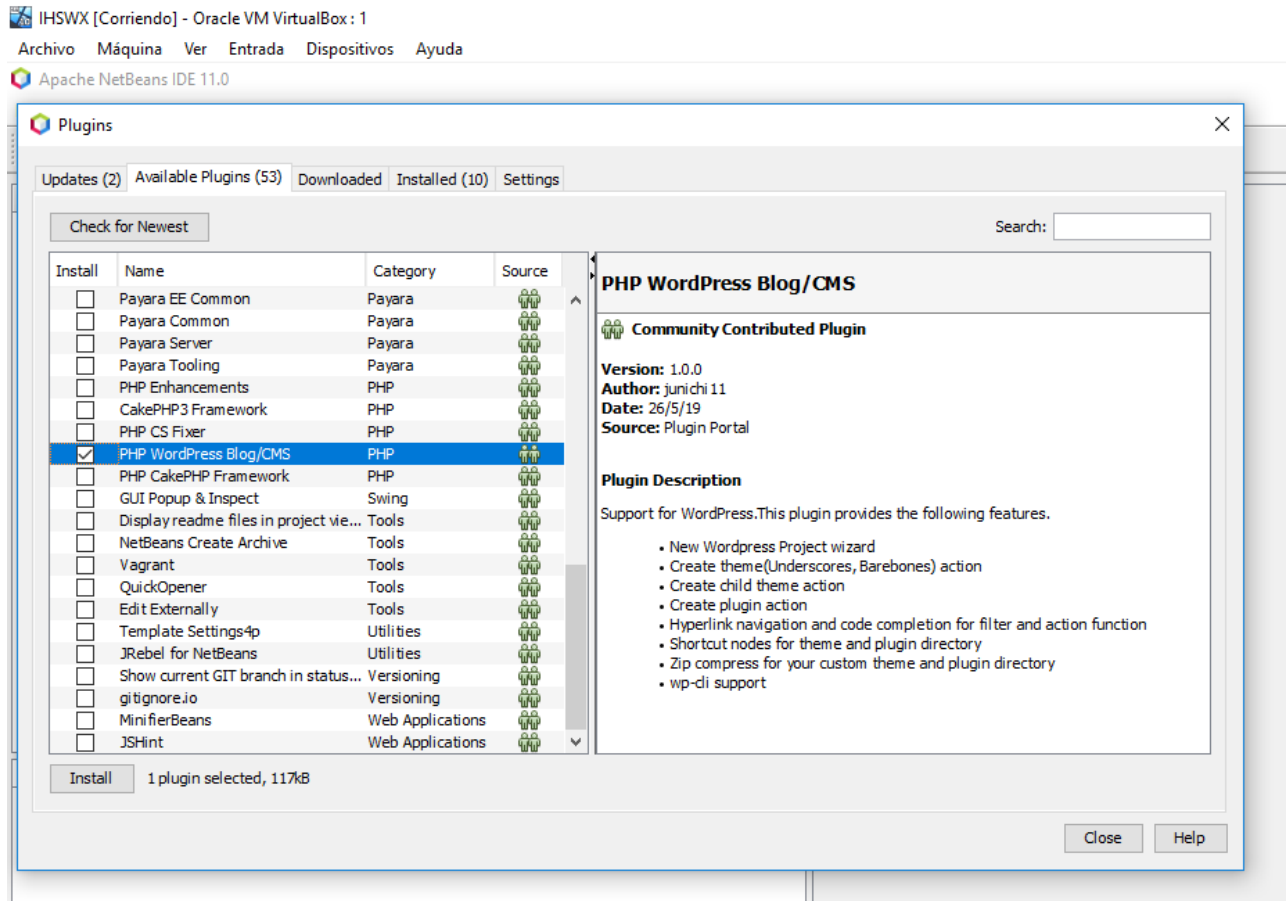 IHSWX [Corriendo] - Oracle VM VirtualBox : 1
Archivo Máquina Ver Entrada Dispositivos Ayuda
Apache NetBeans IDE 11.0
Plugins
Updates (2) Available Plugins (53) Downloaded Installed (10) Settings
Check for Newest Search:
Install Name Category Source
Payara EE Common Payara
Payara Common Payara
Payara Server Payara
Payara Tooling Payara
PHP Enhancements PHP
CakePHP3 Framework PHP
PHP CS Fixer PHP
PHP WordPress Blog/CMS PHP
PHP CakePHP Framework PHP
GUI Popup & Inspect Swing
Display readme files in project vie... Tools
NetBeans Create Archive Tools
Vagrant Tools
QuickOpener Tools
Edit Externally Tools
Template Settings4p Utilities
JRebel for NetBeans Utilities
Show current GIT branch in status... Versioning
gitignore.io Versioning
MinifierBeans Web Applications
JSHint Web Applications
PHP WordPress Blog/CMS
Community Contributed Plugin
Version: 1.0.0
Author: junichi11
Date: 26/5/19
Source: Plugin Portal
Plugin Description
Support for WordPress.This plugin provides the following features.
• New Wordpress Project wizard
• Create theme(Underscores, Barebones) action
• Create child theme action
• Create plugin action
• Hyperlink navigation and code completion for filter and action function
• Shortcut nodes for theme and plugin directory
• Zip compress for your custom theme and plugin directory
• wp-cli support
Install 1 plugin selected, 117kB
Close Help